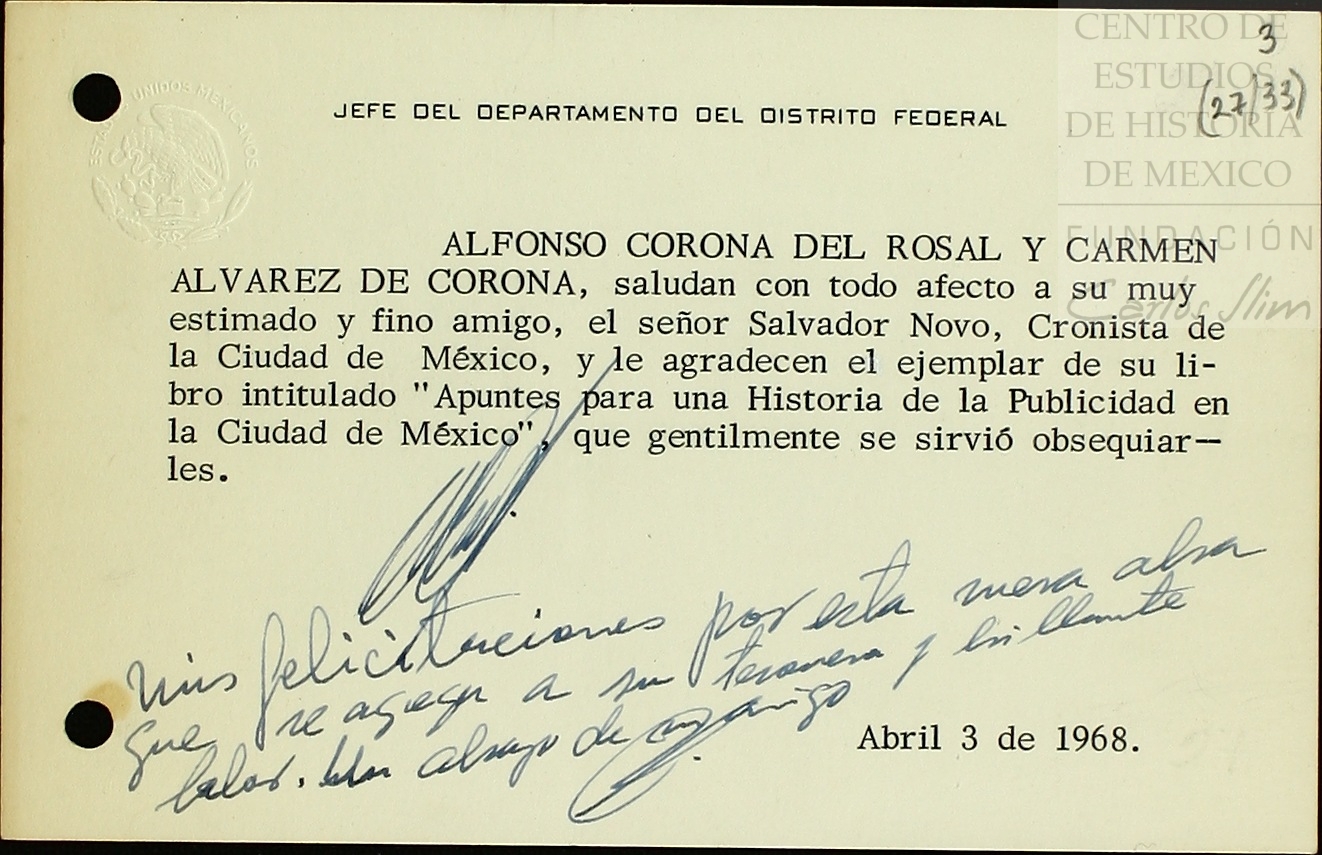 CENTRO DE
ESTUDIOS
DE HISTORIA
DE MEXICO
FUNDACIÓN
Carlos Slim
3
(27/33)
ESTADOS UNIDOS MEXICANOS
JEFE DEL DEPARTAMENTO DEL DISTRITO FEDERAL
ALFONSO CORONA DEL ROSAL Y CARMEN
ALVAREZ DE CORONA, saludan con todo afecto a su muy
estimado y fino amigo, el señor Salvador Novo, Cronista de
la Ciudad de México, y le agradecen el ejemplar de su li-
bro intitulado "Apuntes para una Historia de la Publicidad en
la Ciudad de México", que gentilmente se sirvió obsequiar—
les.
Mis felicitaciones por esta nueva obra
que se agrega a su tesonera y brillante
labor. Un abrazo de amigo
Abril 3 de 1968.